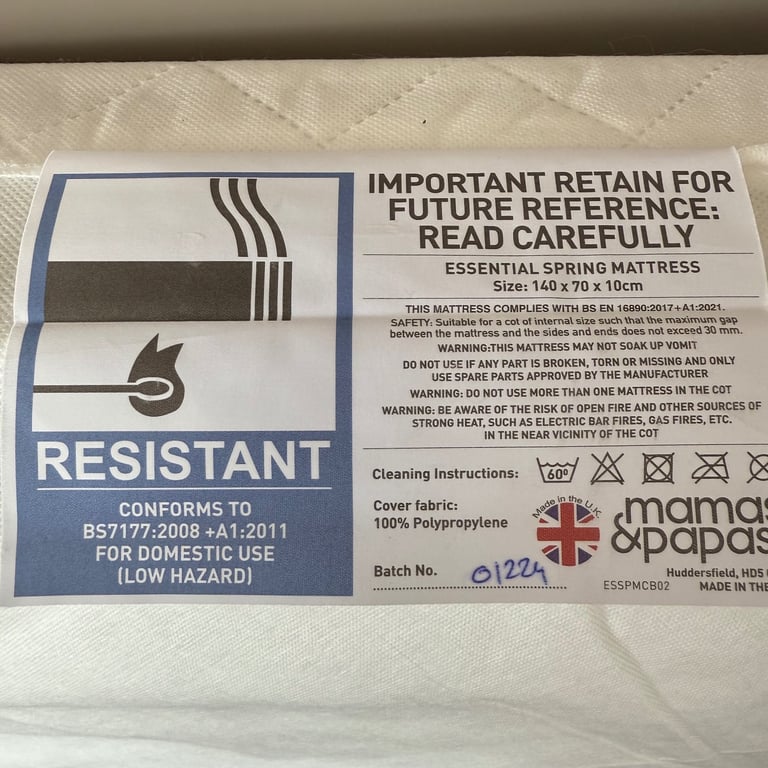 RESISTANT
CONFORMS TO
BS7177:2008 +A1:2011
FOR DOMESTIC USE
(LOW HAZARD)
IMPORTANT RETAIN FOR
FUTURE REFERENCE:
READ CAREFULLY
ESSENTIAL SPRING MATTRESS
Size: 140 x 70 x 10cm
THIS MATTRESS COMPLIES WITH BS EN 16890:2017+A1:2021.
SAFETY: Suitable for a cot of internal size such that the maximum gap
between the mattress and the sides and ends does not exceed 30 mm.
WARNING:THIS MATTRESS MAY NOT SOAK UP VOMIT
DO NOT USE IF ANY PART IS BROKEN, TORN OR MISSING AND ONLY
USE SPARE PARTS APPROVED BY THE MANUFACTURER
WARNING: DO NOT USE MORE THAN ONE MATTRESS IN THE COT
WARNING: BE AWARE OF THE RISK OF OPEN FIRE AND OTHER SOURCES OF
STRONG HEAT, SUCH AS ELECTRIC BAR FIRES, GAS FIRES, ETC.
IN THE NEAR VICINITY OF THE COT
Cleaning Instructions: 60°
Cover fabric:
100% Polypropylene
Made in the U.K.
mamas
&papas
Batch No. 01224
ESSPMCB02
Huddersfield, HD5
MADE IN THE